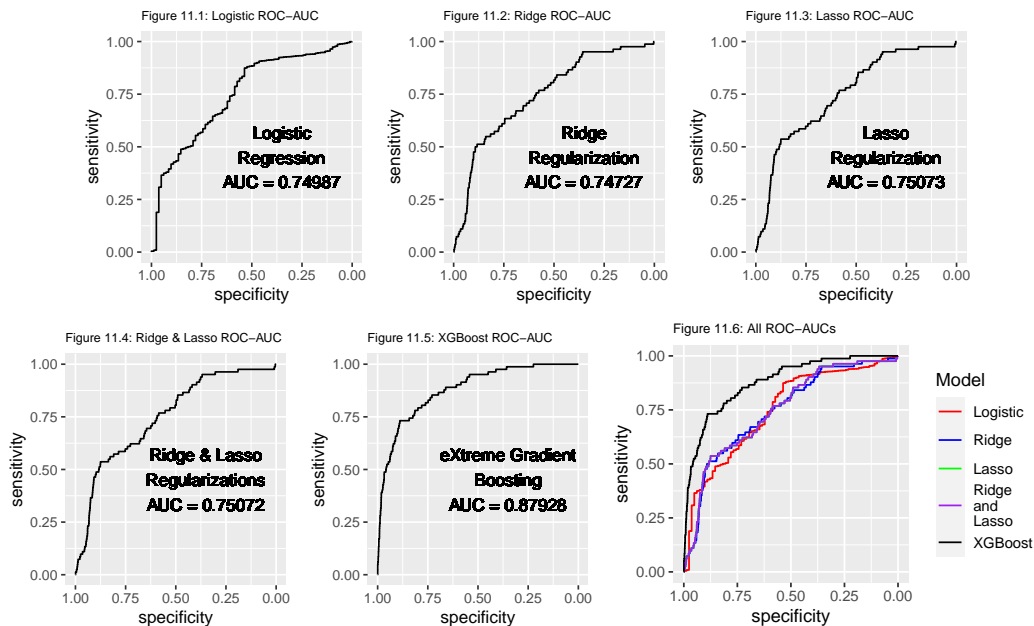 Figure 11.1: Logistic ROC−AUC
1.00
0.75
0.50
0.25
0.00
sensitivity
Logistic
Regression
AUC = 0.74987
1.00 0.75 0.50 0.25 0.00
specificity
Figure 11.2: Ridge ROC−AUC
1.00
0.75
0.50
0.25
0.00
sensitivity
Ridge
Regularization
AUC = 0.74727
1.00 0.75 0.50 0.25 0.00
specificity
Figure 11.3: Lasso ROC−AUC
1.00
0.75
0.50
0.25
0.00
sensitivity
Lasso
Regularization
AUC = 0.75073
1.00 0.75 0.50 0.25 0.00
specificity
Figure 11.4: Ridge & Lasso ROC−AUC
1.00
0.75
0.50
0.25
0.00
sensitivity
Ridge & Lasso
Regularizations
AUC = 0.75072
1.00 0.75 0.50 0.25 0.00
specificity
Figure 11.5: XGBoost ROC−AUC
1.00
0.75
0.50
0.25
0.00
sensitivity
eXtreme Gradient
Boosting
AUC = 0.87928
1.00 0.75 0.50 0.25 0.00
specificity
Figure 11.6: All ROC−AUCs
1.00
0.75
0.50
0.25
0.00
sensitivity
1.00 0.75 0.50 0.25 0.00
specificity
Model
Logistic
Ridge
Lasso
Ridge
and
Lasso
XGBoost